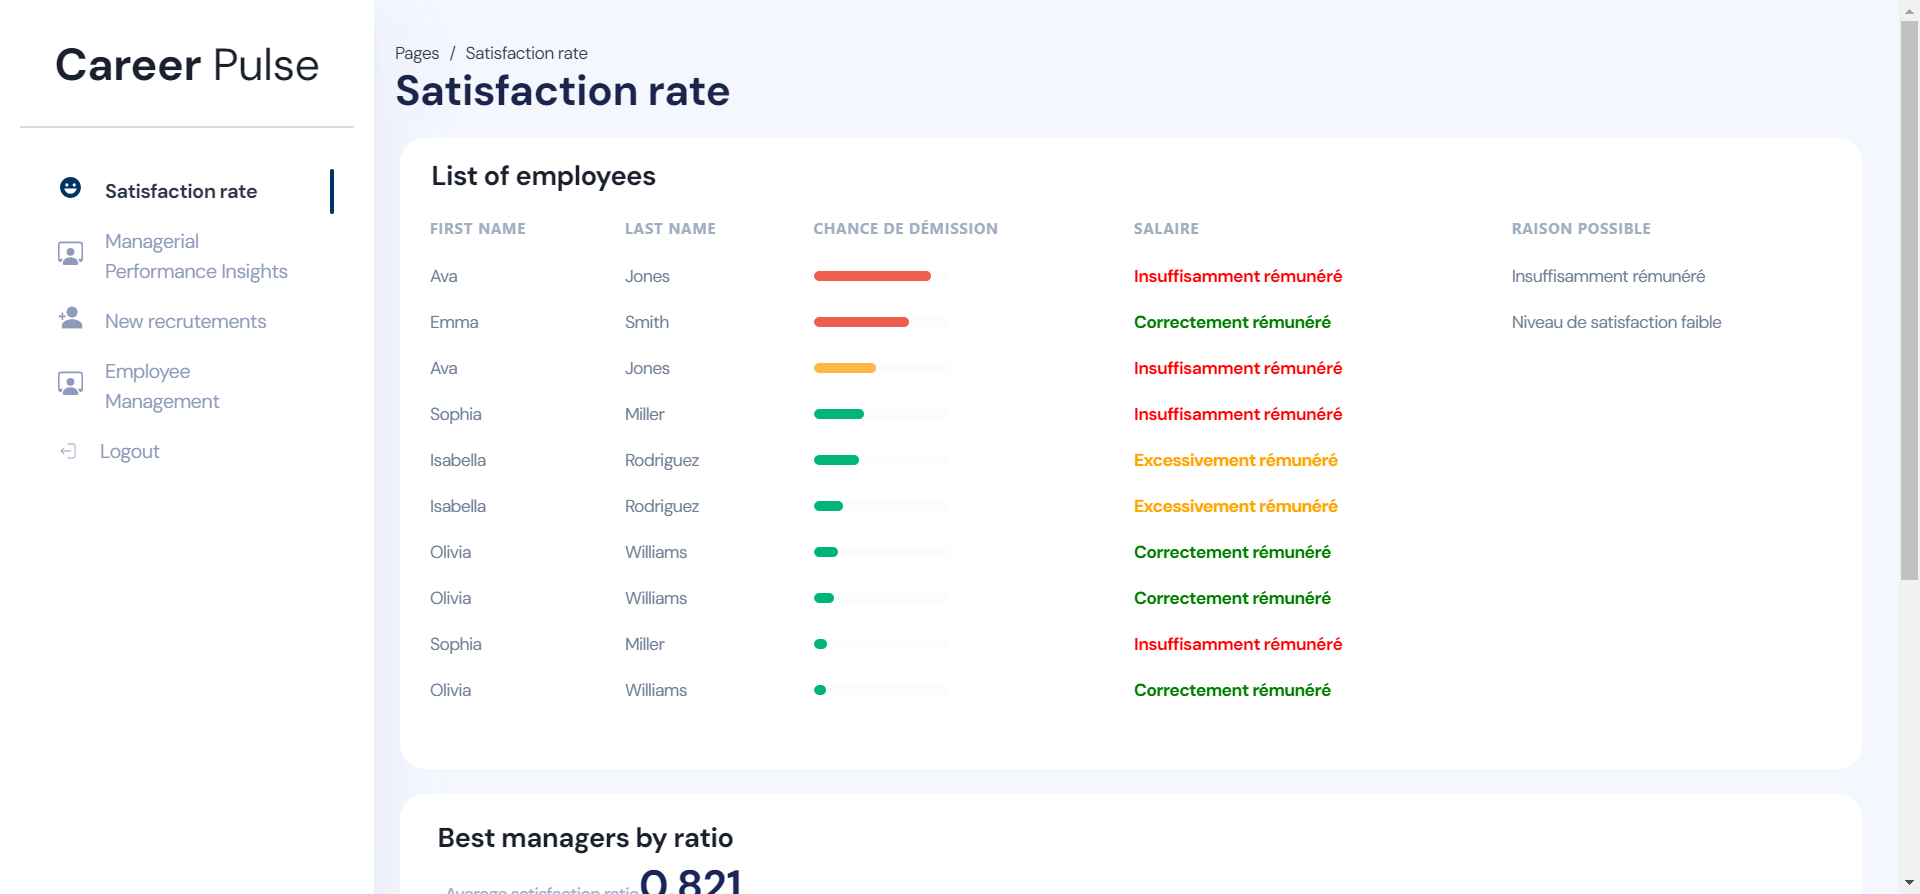 Career Pulse
Satisfaction rate
Managerial
Performance Insights
New recrutements
Employee
Management
Logout
Pages / Satisfaction rate
Satisfaction rate
List of employees
FIRST NAME LAST NAME CHANCE DE DÉMISSION SALAIRE RAISON POSSIBLE
Ava Jones Insuffisamment rémunéré Insuffisamment rémunéré
Emma Smith Correctement rémunéré Niveau de satisfaction faible
Ava Jones Insuffisamment rémunéré
Sophia Miller Insuffisamment rémunéré
Isabella Rodriguez Excessivement rémunéré
Isabella Rodriguez Excessivement rémunéré
Olivia Williams Correctement rémunéré
Olivia Williams Correctement rémunéré
Sophia Miller Insuffisamment rémunéré
Olivia Williams Correctement rémunéré
Best managers by ratio
Average satisfaction ratio 0.821